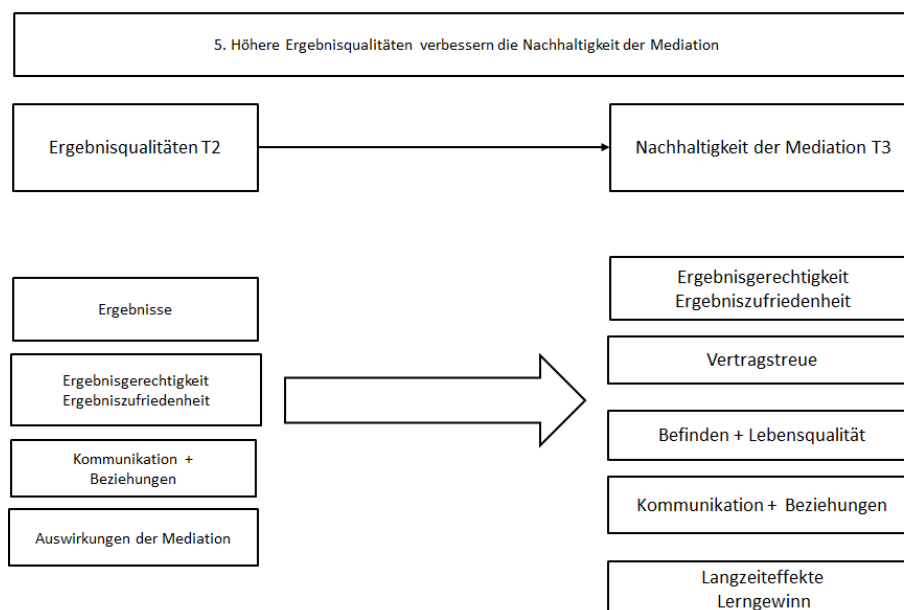 5. Höhere Ergebnisqualitäten verbessern die Nachhaltigkeit der Mediation
Ergebnisqualitäten T2
Nachhaltigkeit der Mediation T3
Ergebnisse
Ergebnisgerechtigkeit
Ergebniszufriedenheit
Kommunikation +
Beziehungen
Auswirkungen der Mediation
Ergebnisgerechtigkeit
Ergebniszufriedenheit
Vertragstreue
Befinden + Lebensqualität
Kommunikation + Beziehungen
Langzeiteffekte
Lerngewinn